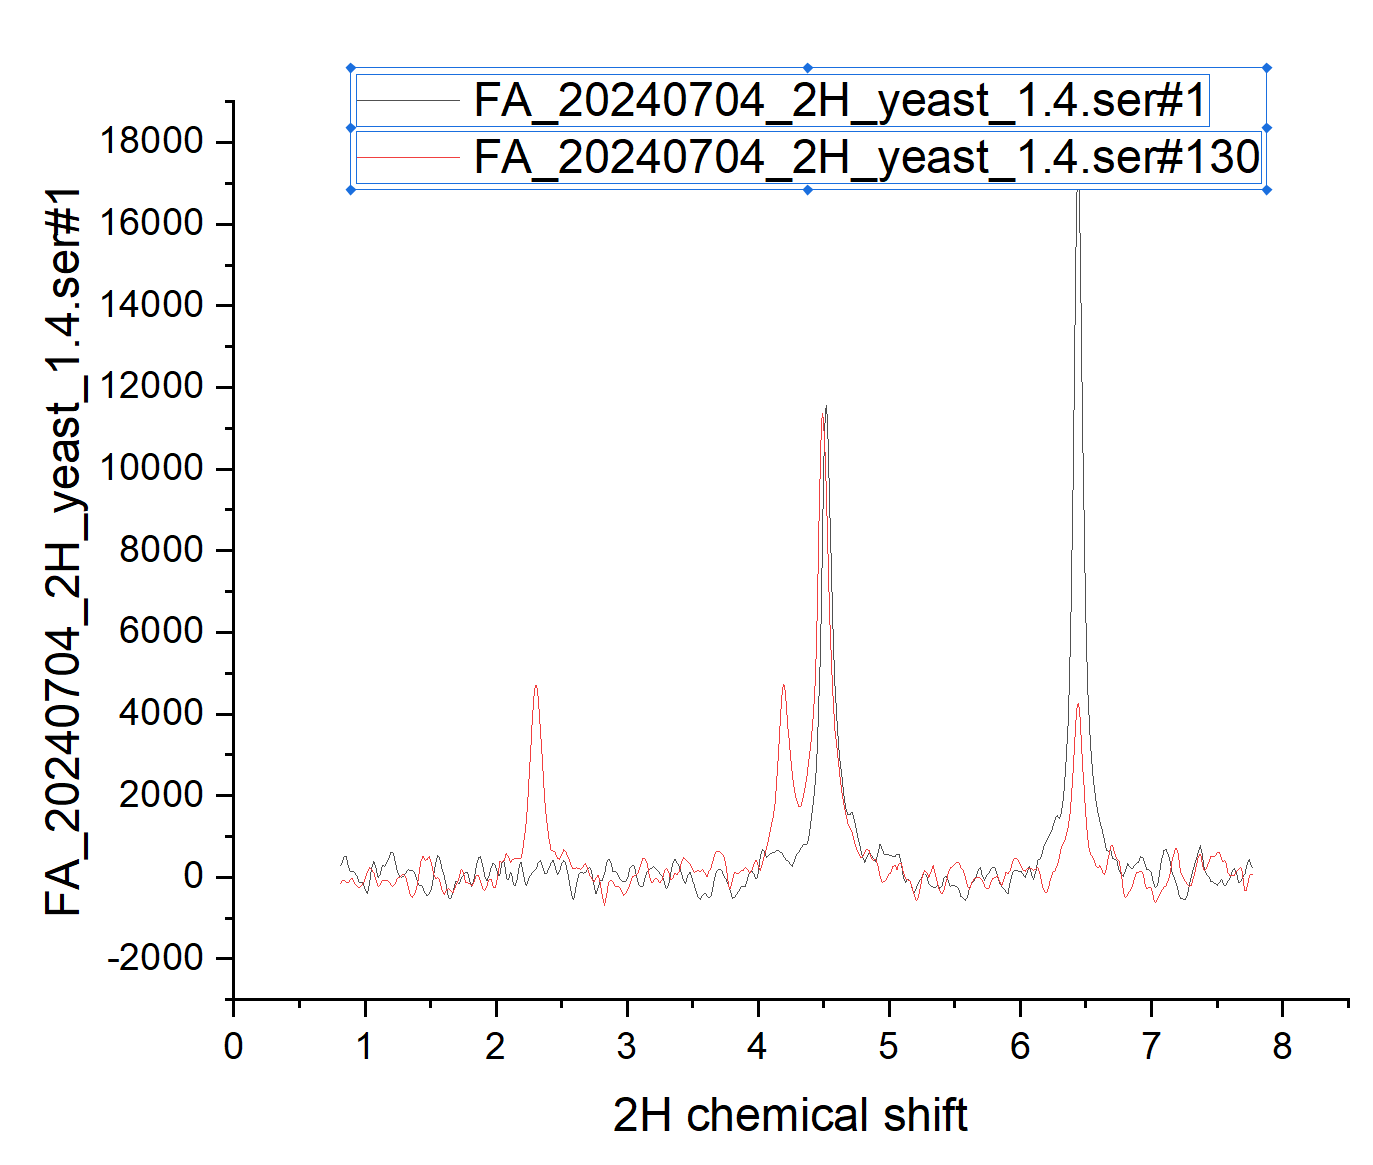 FA_20240704_2H_yeast_1.4.ser#1
FA_20240704_2H_yeast_1.4.ser#130
18000
16000
14000
12000
10000
8000
6000
4000
2000
0
-2000
FA_20240704_2H_yeast_1.4.ser#1
0 1 2 3 4 5 6 7 8
2H chemical shift